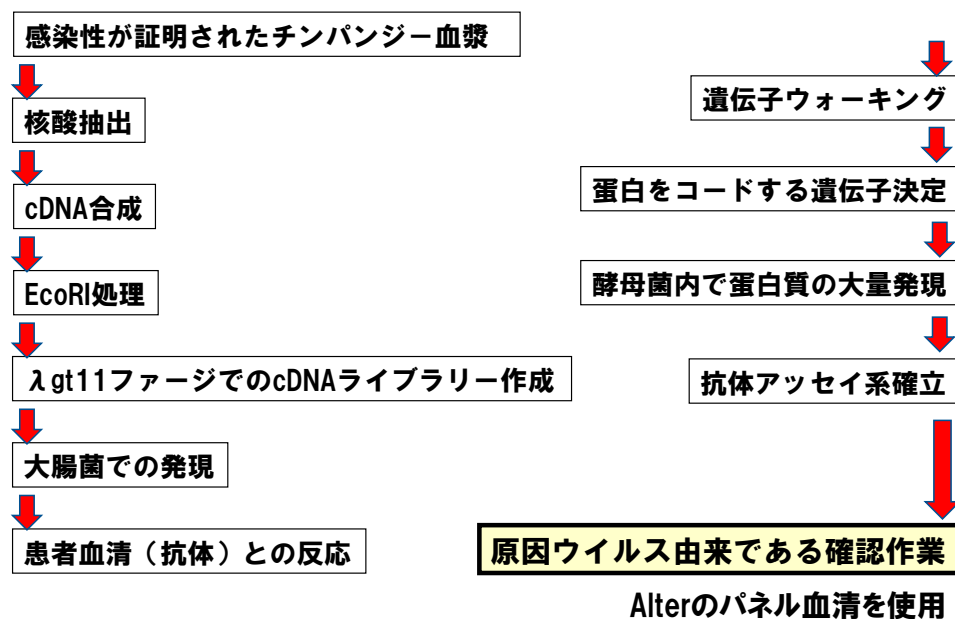 感染性が証明されたチンパンジー血漿
核酸抽出
cDNA合成
EcoRI処理
λgt11ファージでのcDNAライブラリー作成
大腸菌での発現
患者血清（抗体）との反応
遺伝子ウォーキング
蛋白をコードする遺伝子決定
酵母菌内で蛋白質の大量発現
抗体アッセイ系確立
原因ウイルス由来である確認作業
Alterのパネル血清を使用